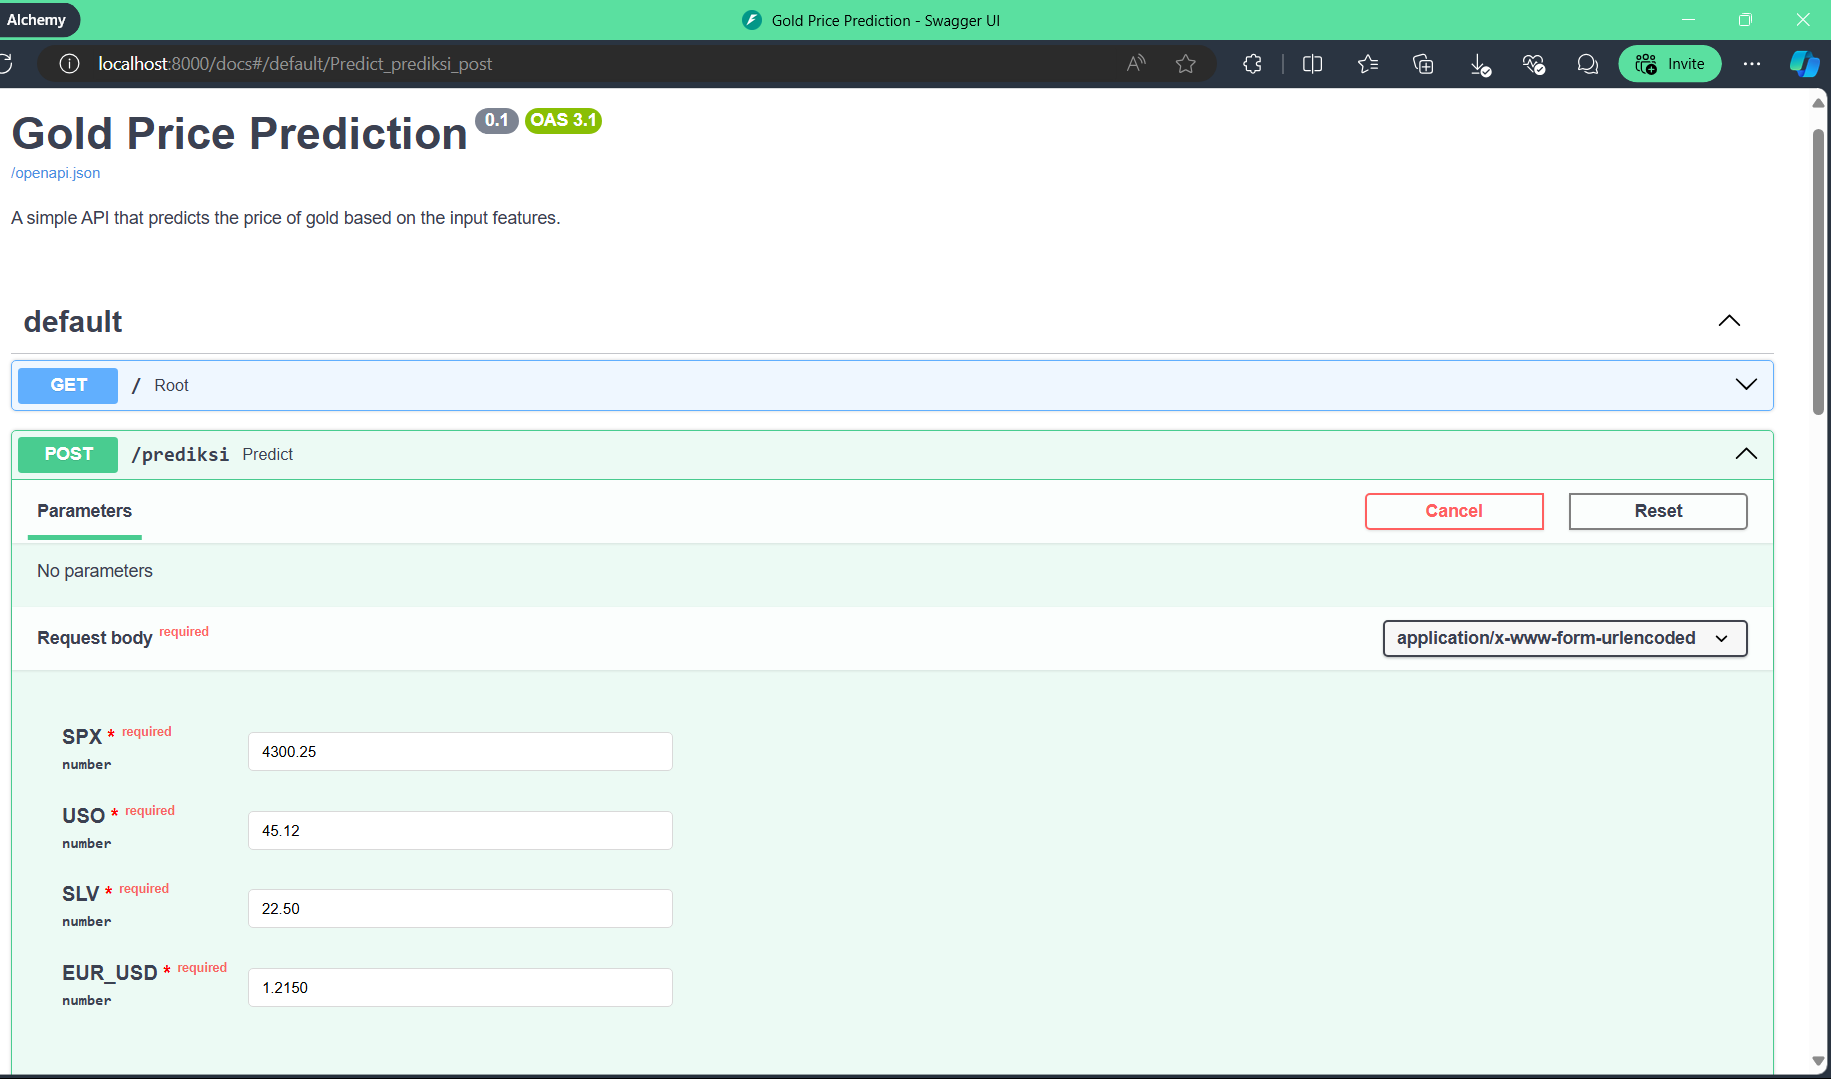 Alchemy
Gold Price Prediction - Swagger UI
localhost:8000/docs#/default/Predict_prediksi_post
Invite
Gold Price Prediction 0.1 OAS 3.1
/openapi.json
A simple API that predicts the price of gold based on the input features.
default
GET / Root
POST /prediksi Predict
Parameters Cancel Reset
No parameters
Request body required application/x-www-form-urlencoded
SPX * required
number
4300.25
USO * required
number
45.12
SLV * required
number
22.50
EUR_USD * required
number
1.2150